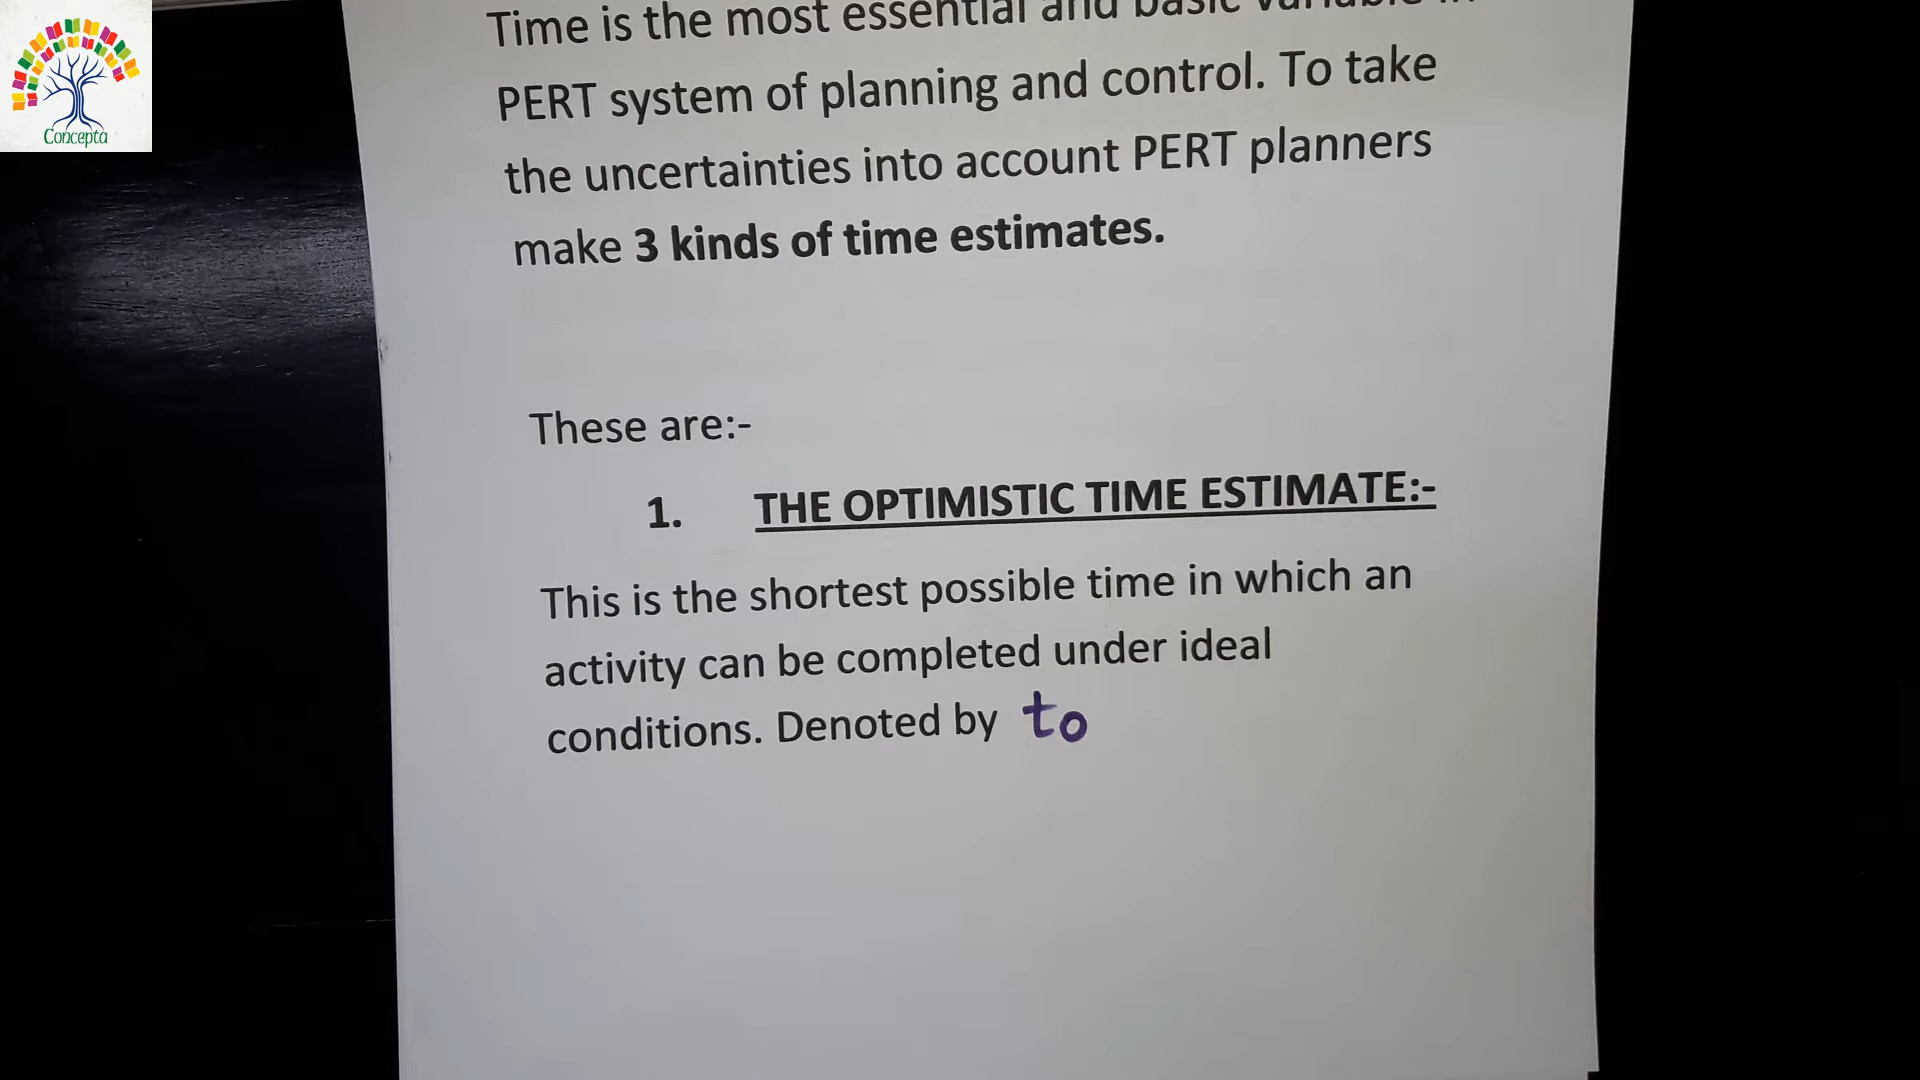 Concepta
Time is the most essential and basic variable in
PERT system of planning and control. To take
the uncertainties into account PERT planners
make 3 kinds of time estimates.
These are:-
1. THE OPTIMISTIC TIME ESTIMATE:-
This is the shortest possible time in which an
activity can be completed under ideal
conditions. Denoted by to